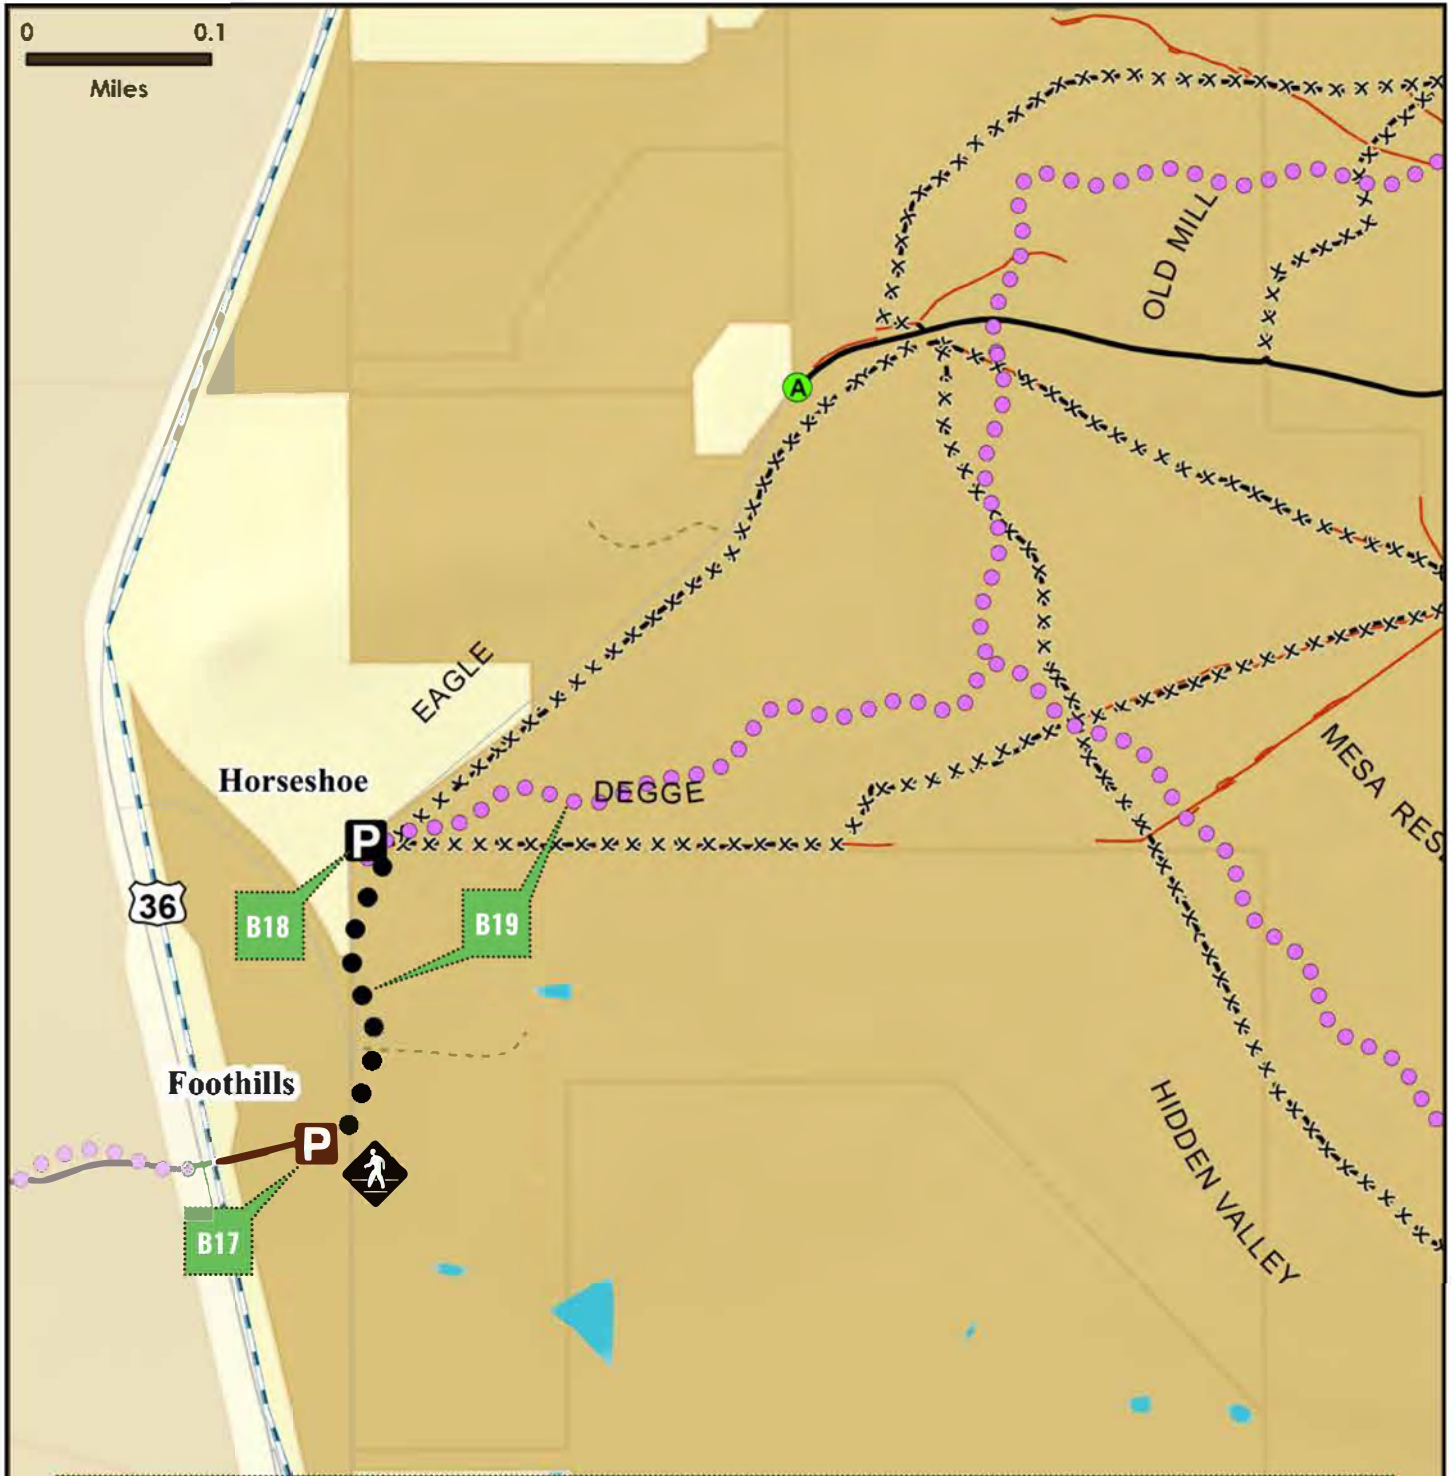 0 0.1
Miles
OLD MILL
A
EAGLE
Horseshoe
DEGGE
MESA RES
P
36
B18
B19
Foothills
P
HIDDEN VALLEY
B17